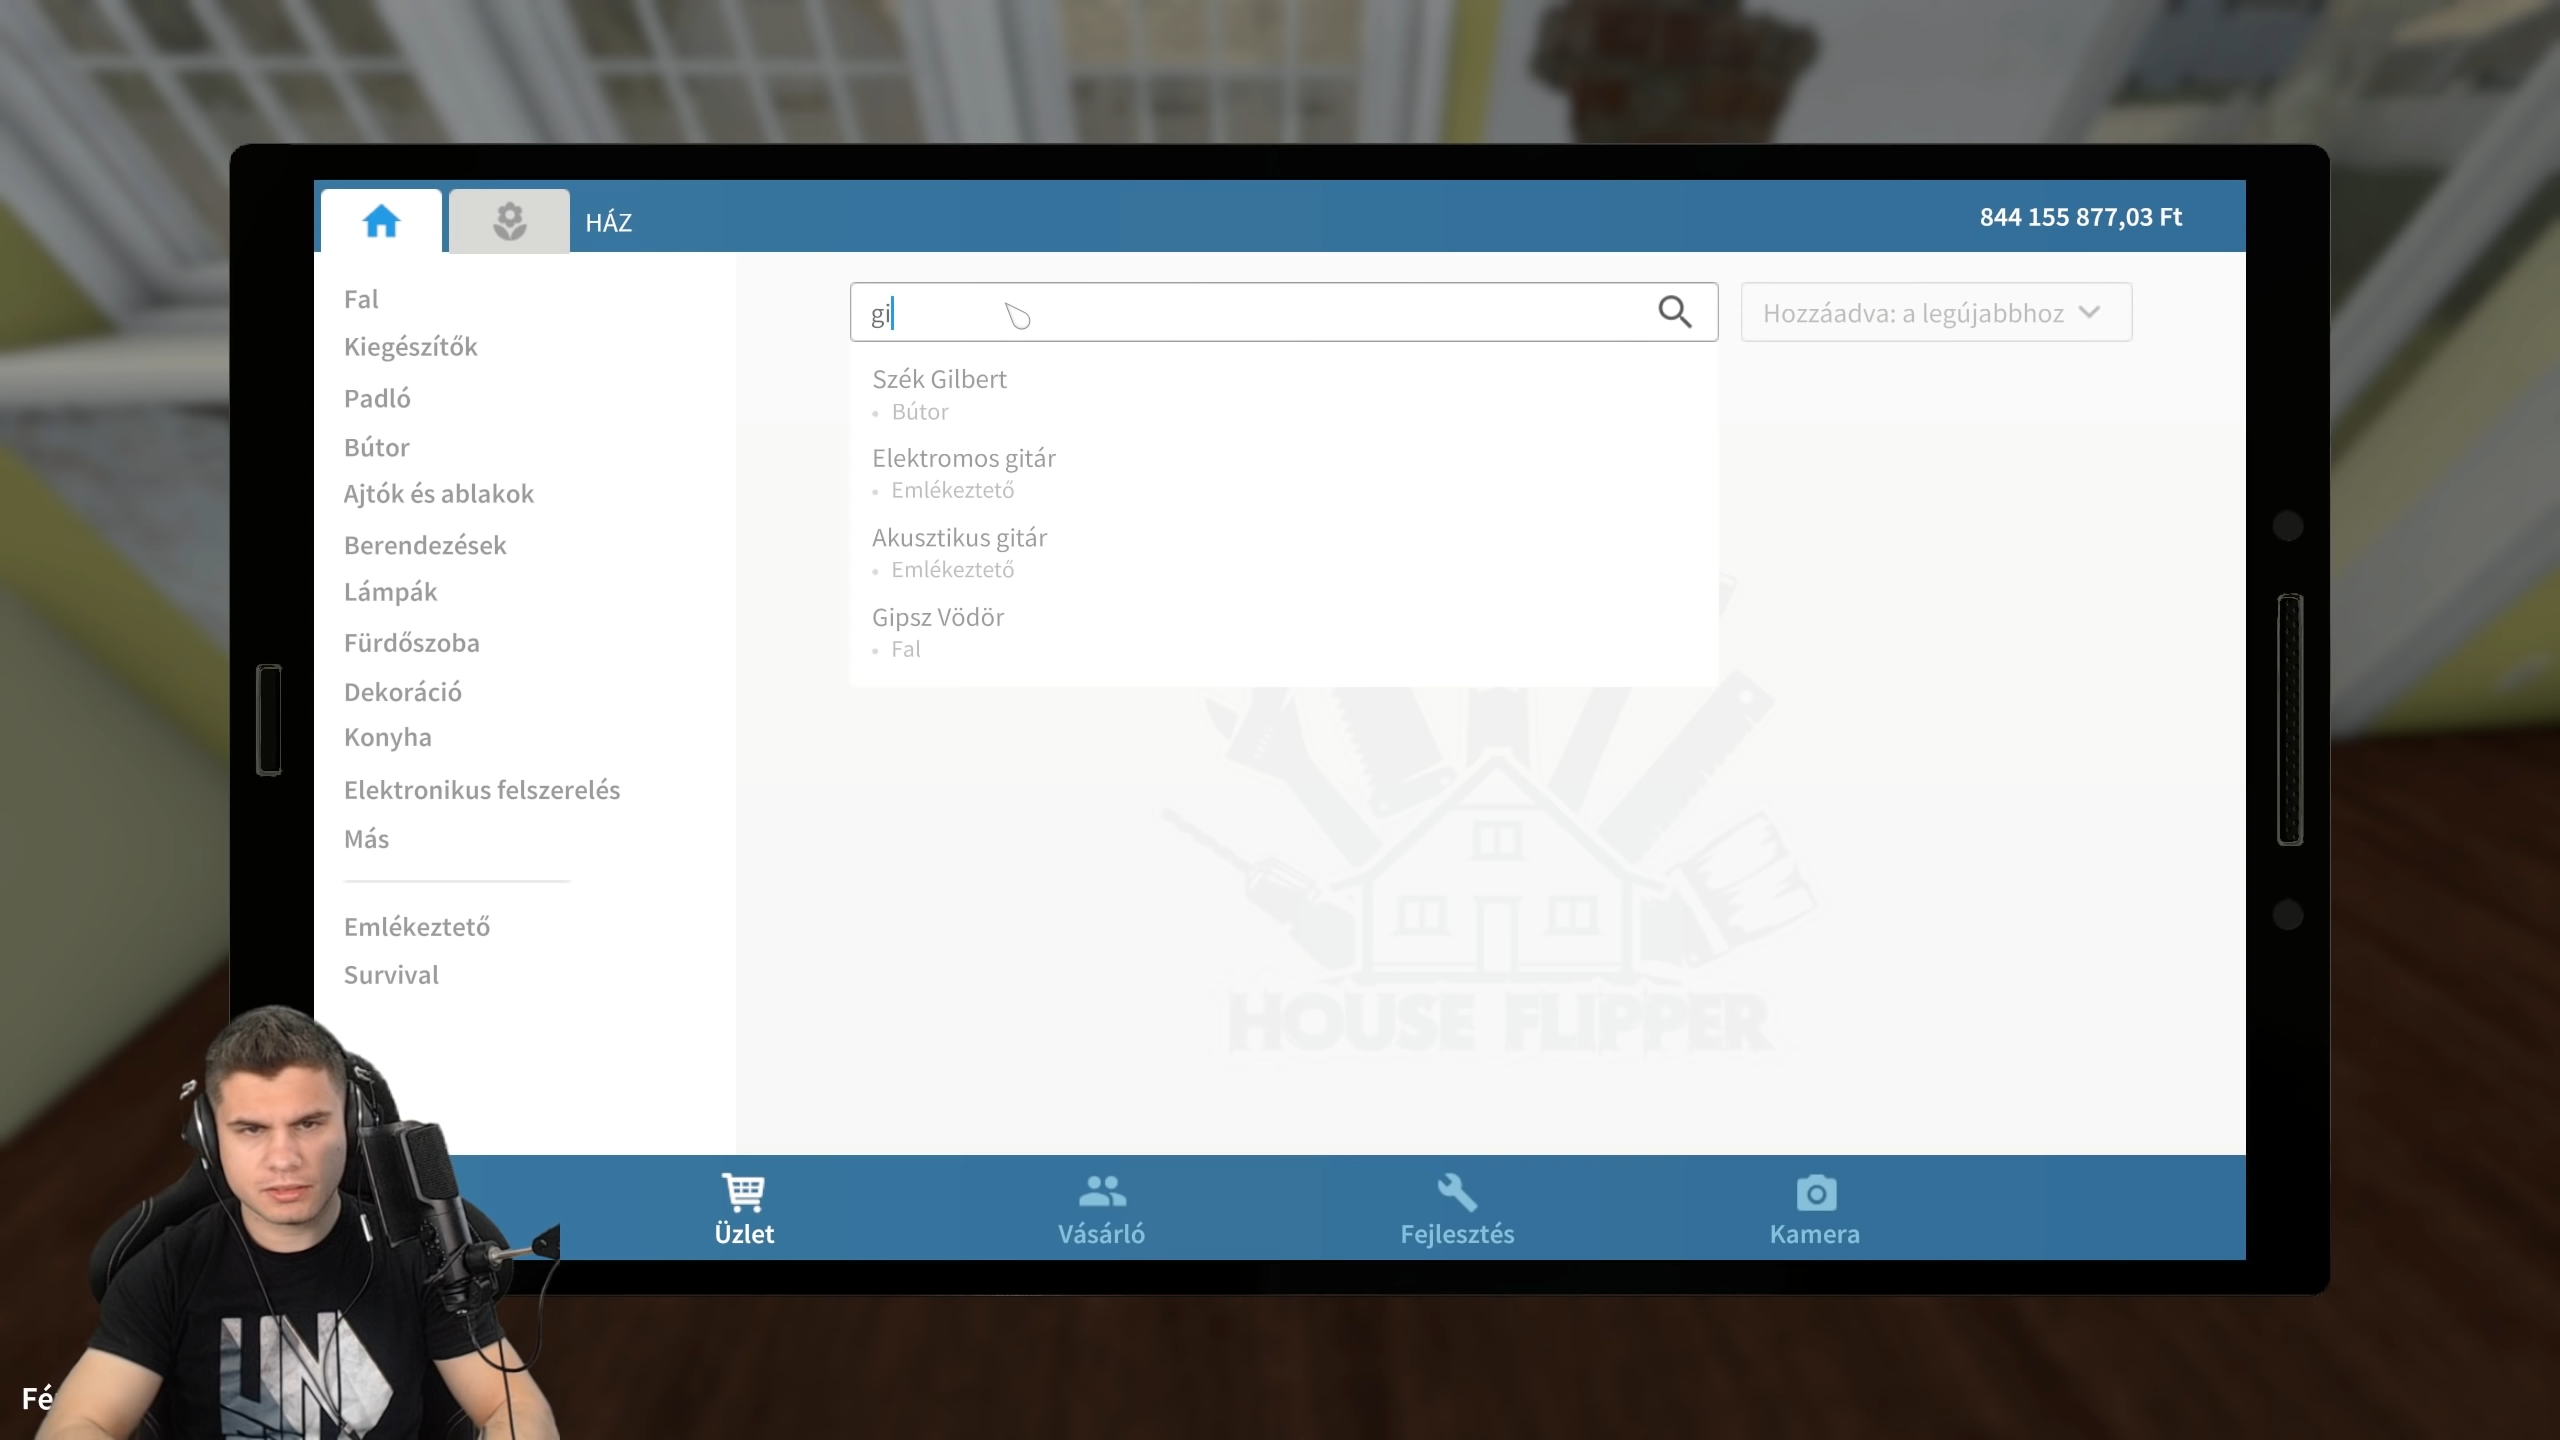 HÁZ
844 155 877,03 Ft
Fal
Kiegészítők
Padló
Bútor
Ajtók és ablakok
Berendezések
Lámpák
Fürdőszoba
Dekoráció
Konyha
Elektronikus felszerelés
Más
Emlékeztető
Survival
gi
Hozzáadva: a legújabbhoz
Szék Gilbert
• Bútor
Elektromos gitár
• Emlékeztető
Akusztikus gitár
• Emlékeztető
Gipsz Vödör
• Fal
HOUSE FLIPPER
Üzlet
Vásárló
Fejlesztés
Kamera